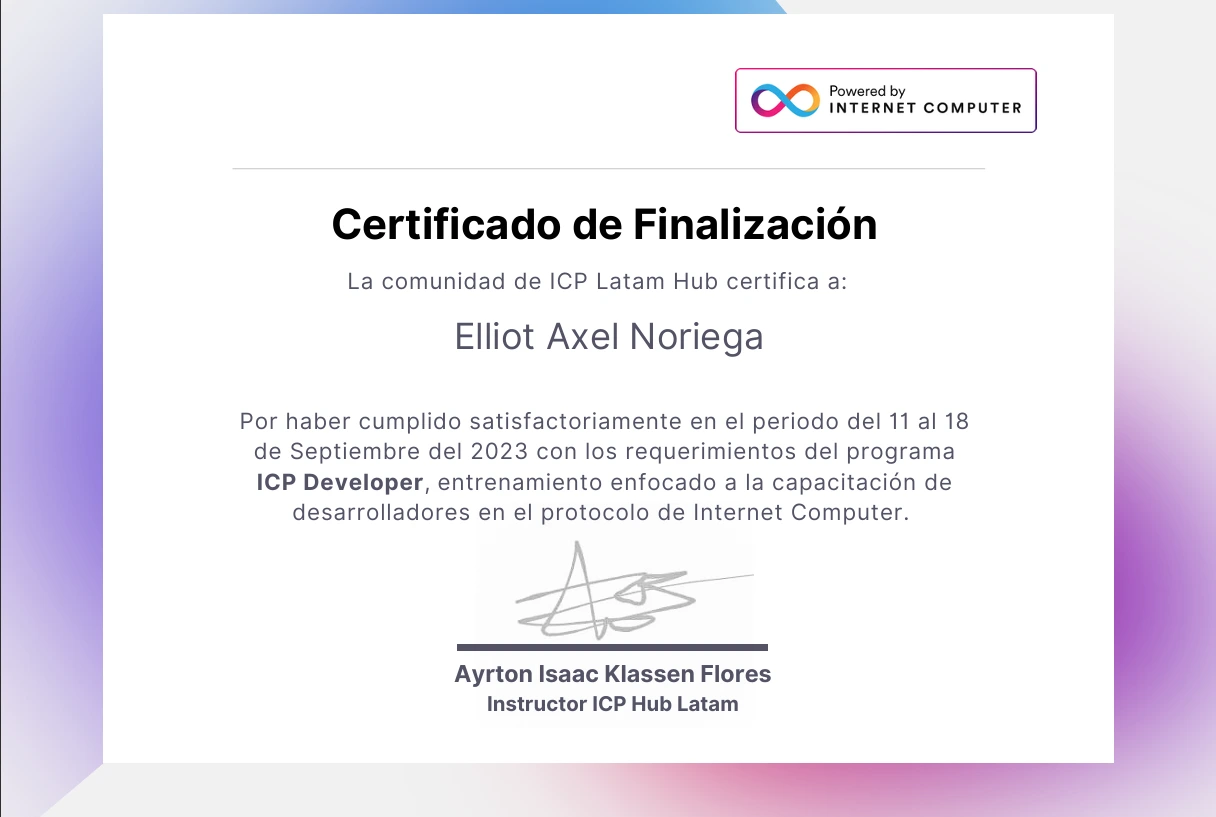 Powered by
INTERNET COMPUTER
Certificado de Finalización
La comunidad de ICP Latam Hub certifica a:
Elliot Axel Noriega
Por haber cumplido satisfactoriamente en el periodo del 11 al 18
de Septiembre del 2023 con los requerimientos del programa
ICP Developer, entrenamiento enfocado a la capacitación de
desarrolladores en el protocolo de Internet Computer.
Ayrton Isaac Klassen Flores
Instructor ICP Hub Latam